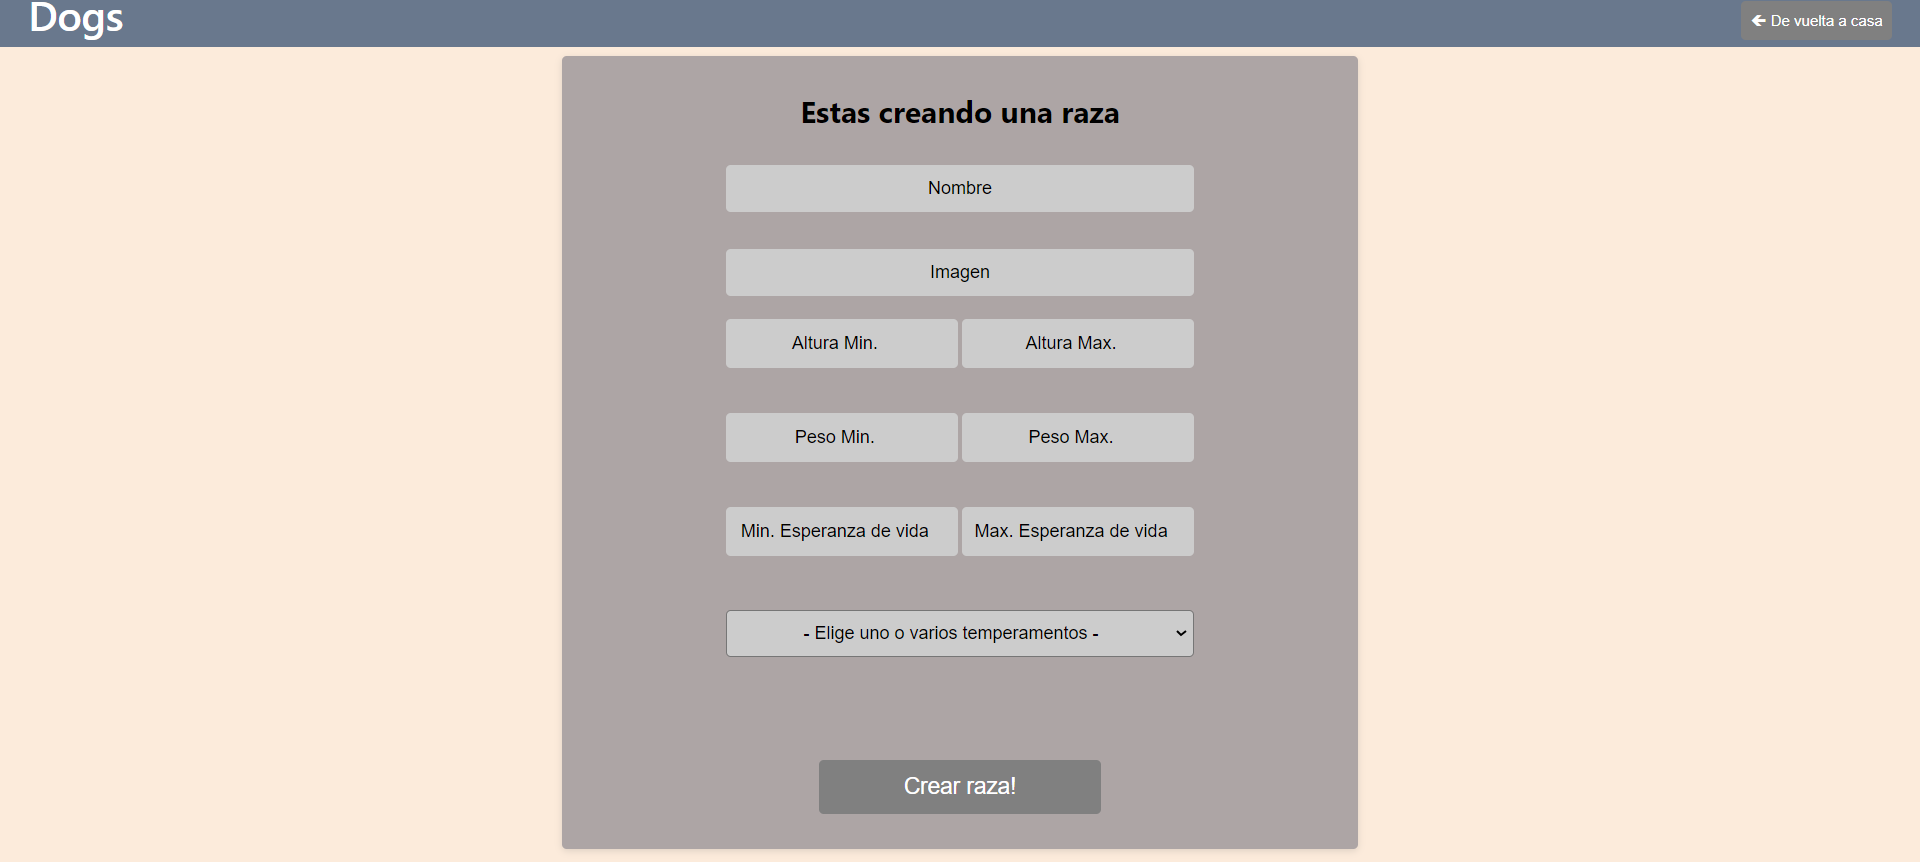 Dogs
🡰 De vuelta a casa
Estas creando una raza
Nombre
Imagen
Altura Min.
Altura Max.
Peso Min.
Peso Max.
Min. Esperanza de vida
Max. Esperanza de vida
- Elige uno o varios temperamentos -
Crear raza!